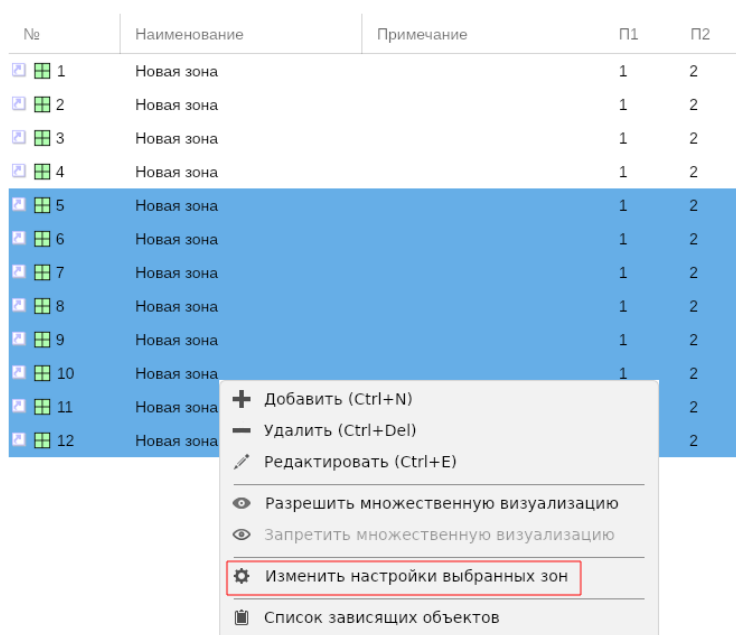 № Наименование Примечание П1 П2
1 Новая зона 1 2
2 Новая зона 1 2
3 Новая зона 1 2
4 Новая зона 1 2
5 Новая зона 1 2
6 Новая зона 1 2
7 Новая зона 1 2
8 Новая зона 1 2
9 Новая зона 1 2
10 Новая зона 1 2
11 Новая зона 2
12 Новая зона 2
Добавить (Ctrl+N)
Удалить (Ctrl+Del)
Редактировать (Ctrl+E)
Разрешить множественную визуализацию
Запретить множественную визуализацию
Изменить настройки выбранных зон
Список зависящих объектов